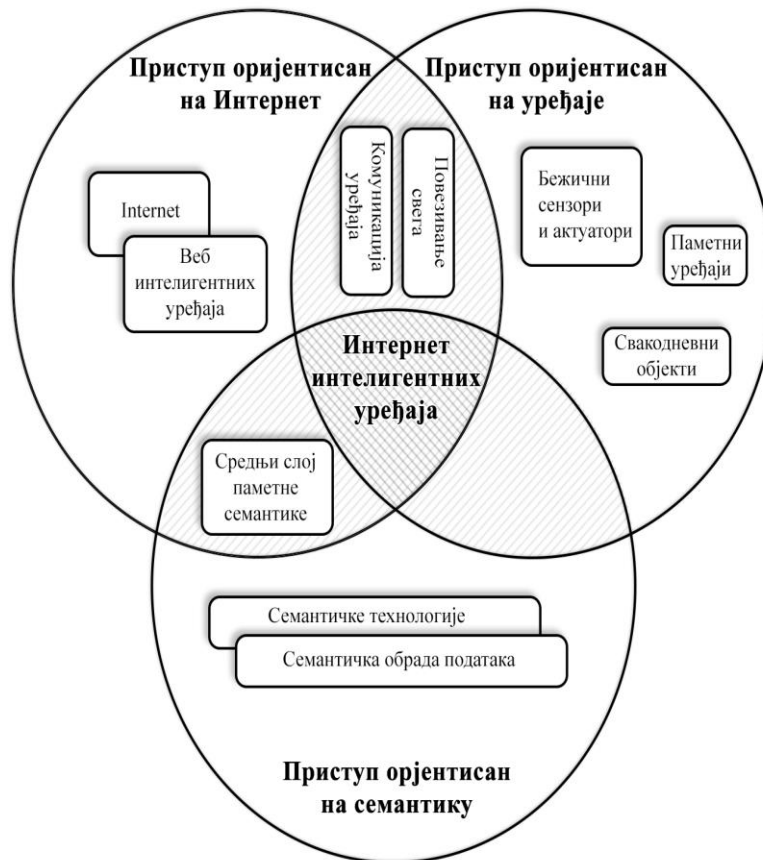 Приступ оријентисан
на Интернет
Приступ оријентисан
на уређаје
Internet
Веб
интелигентних
уређаја
Комуникација
уређаја
Повезивање
свега
Бежични
сензори
и актуатори
Паметни
уређаји
Свакодневни
објекти
Интернет
интелигентних
уређаја
Средњи слој
паметне
семантике
Семантичке технологије
Семантичка обрада података
Приступ орјентисан
на семантику